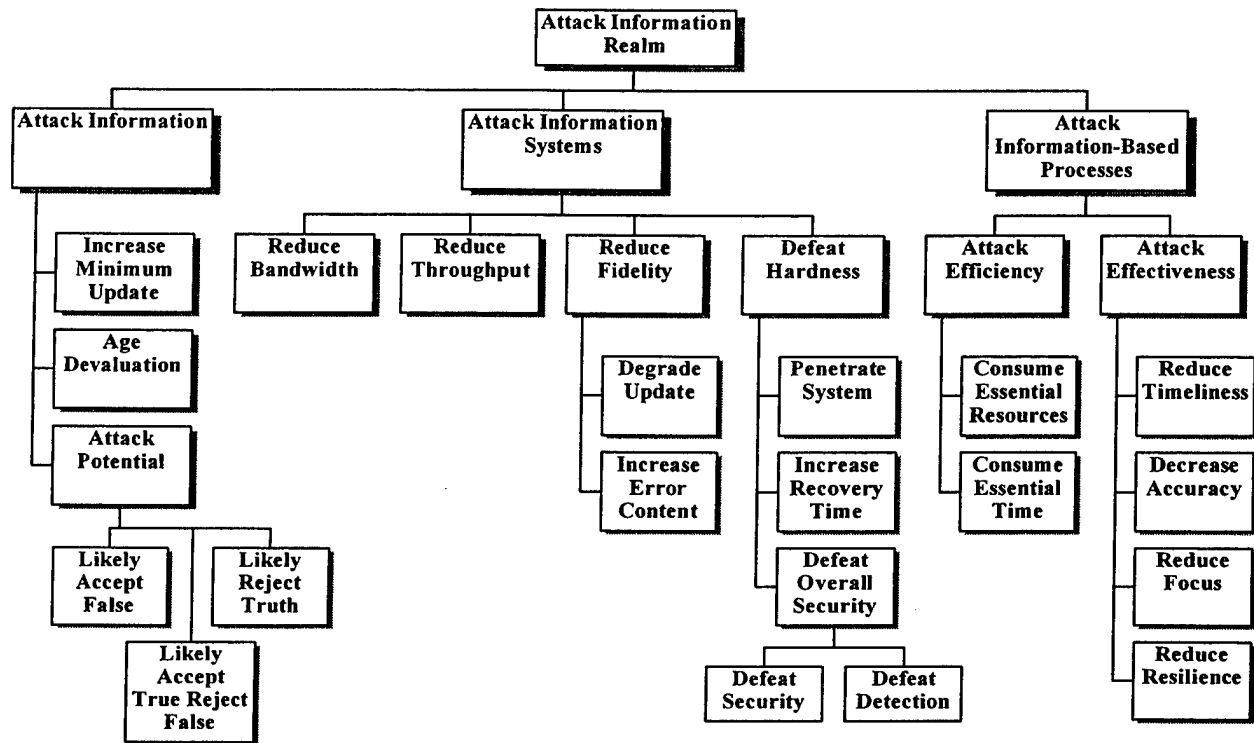 Attack Information
Realm
Attack Information
Attack Information
Systems
Attack
Information-Based
Processes
Increase
Minimum
Update
Age
Devaluation
Attack
Potential
Likely
Accept
False
Likely
Reject
Truth
Likely
Accept
True Reject
False
Reduce
Bandwidth
Reduce
Throughput
Reduce
Fidelity
Degrade
Update
Increase
Error
Content
Defeat
Hardness
Penetrate
System
Increase
Recovery
Time
Defeat
Overall
Security
Defeat
Security
Defeat
Detection
Attack
Efficiency
Consume
Essential
Resources
Consume
Essential
Time
Attack
Effectiveness
Reduce
Timeliness
Decrease
Accuracy
Reduce
Focus
Reduce
Resilience